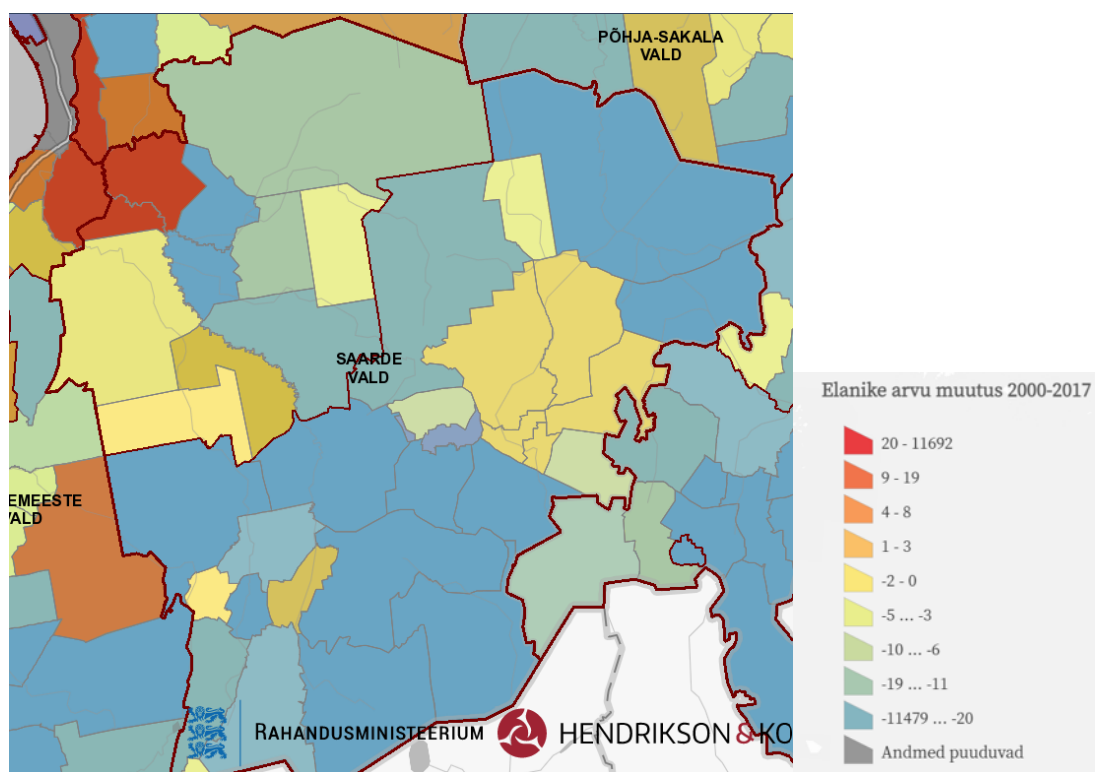 PÕHJA-SAKALA
VALD
SAARDE
VALD
EMEESTE
VALD
RAHANDUSMINISTEERIUM
HENDRIKSON & KO
Elanike arvu muutus 2000-2017
20 - 11692
9 - 19
4 - 8
1 - 3
-2 - 0
-5 ... -3
-10 ... -6
-19 ... -11
-11479 ... -20
Andmed puuduvad